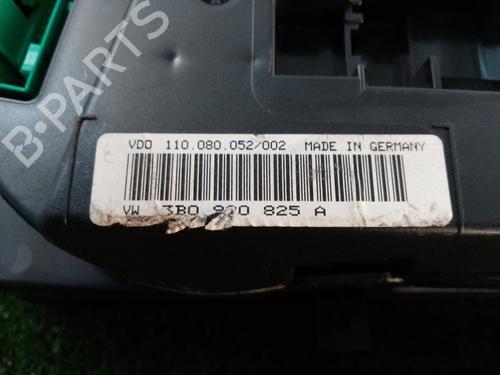 B-PARTS
VDO 110.080.052/002 MADE IN GERMANY
VW 3B0 920 825 A